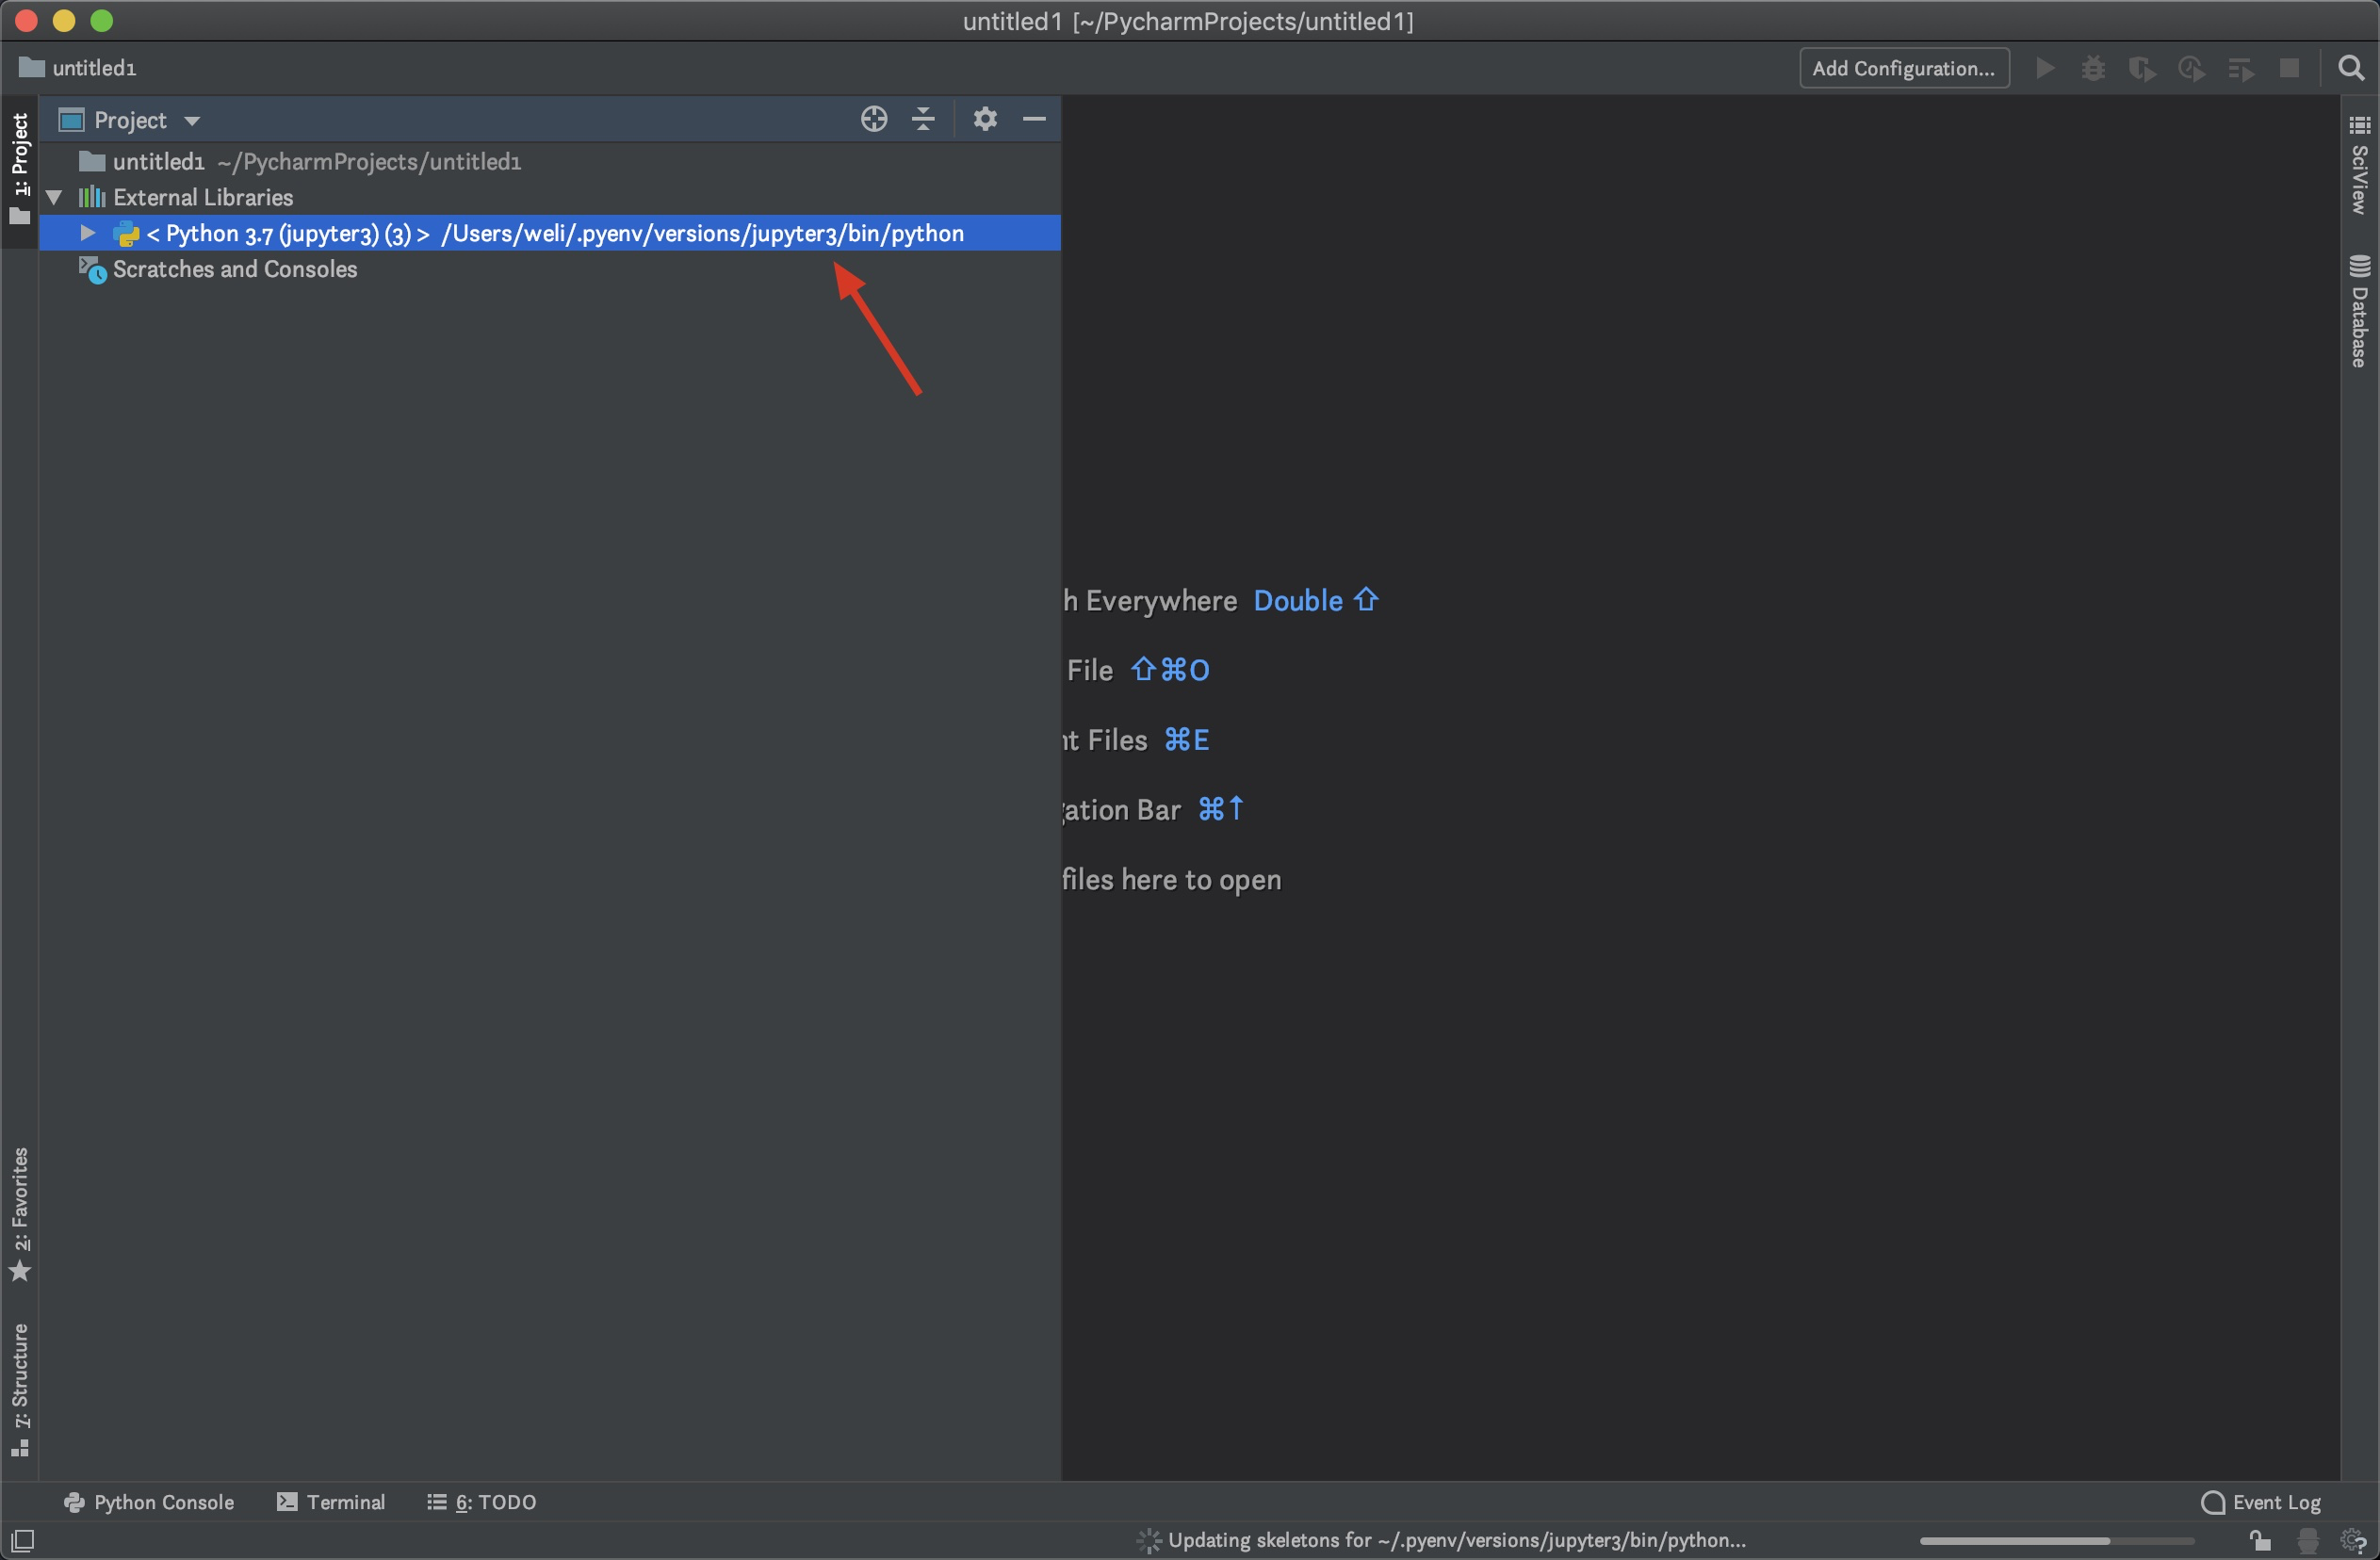 untitled1 [~/PycharmProjects/untitled1]
untitled1
Add Configuration...
1: Project
Project
untitled1 ~/PycharmProjects/untitled1
External Libraries
< Python 3.7 (jupyter3) (3) > /Users/weli/.pyenv/versions/jupyter3/bin/python
Scratches and Consoles
SciView
Database
h Everywhere Double ⇧
File ⇧⌘O
nt Files ⌘E
gation Bar ⌘↑
files here to open
2: Favorites
7: Structure
Python Console
Terminal
6: TODO
Event Log
Updating skeletons for ~/.pyenv/versions/jupyter3/bin/python...